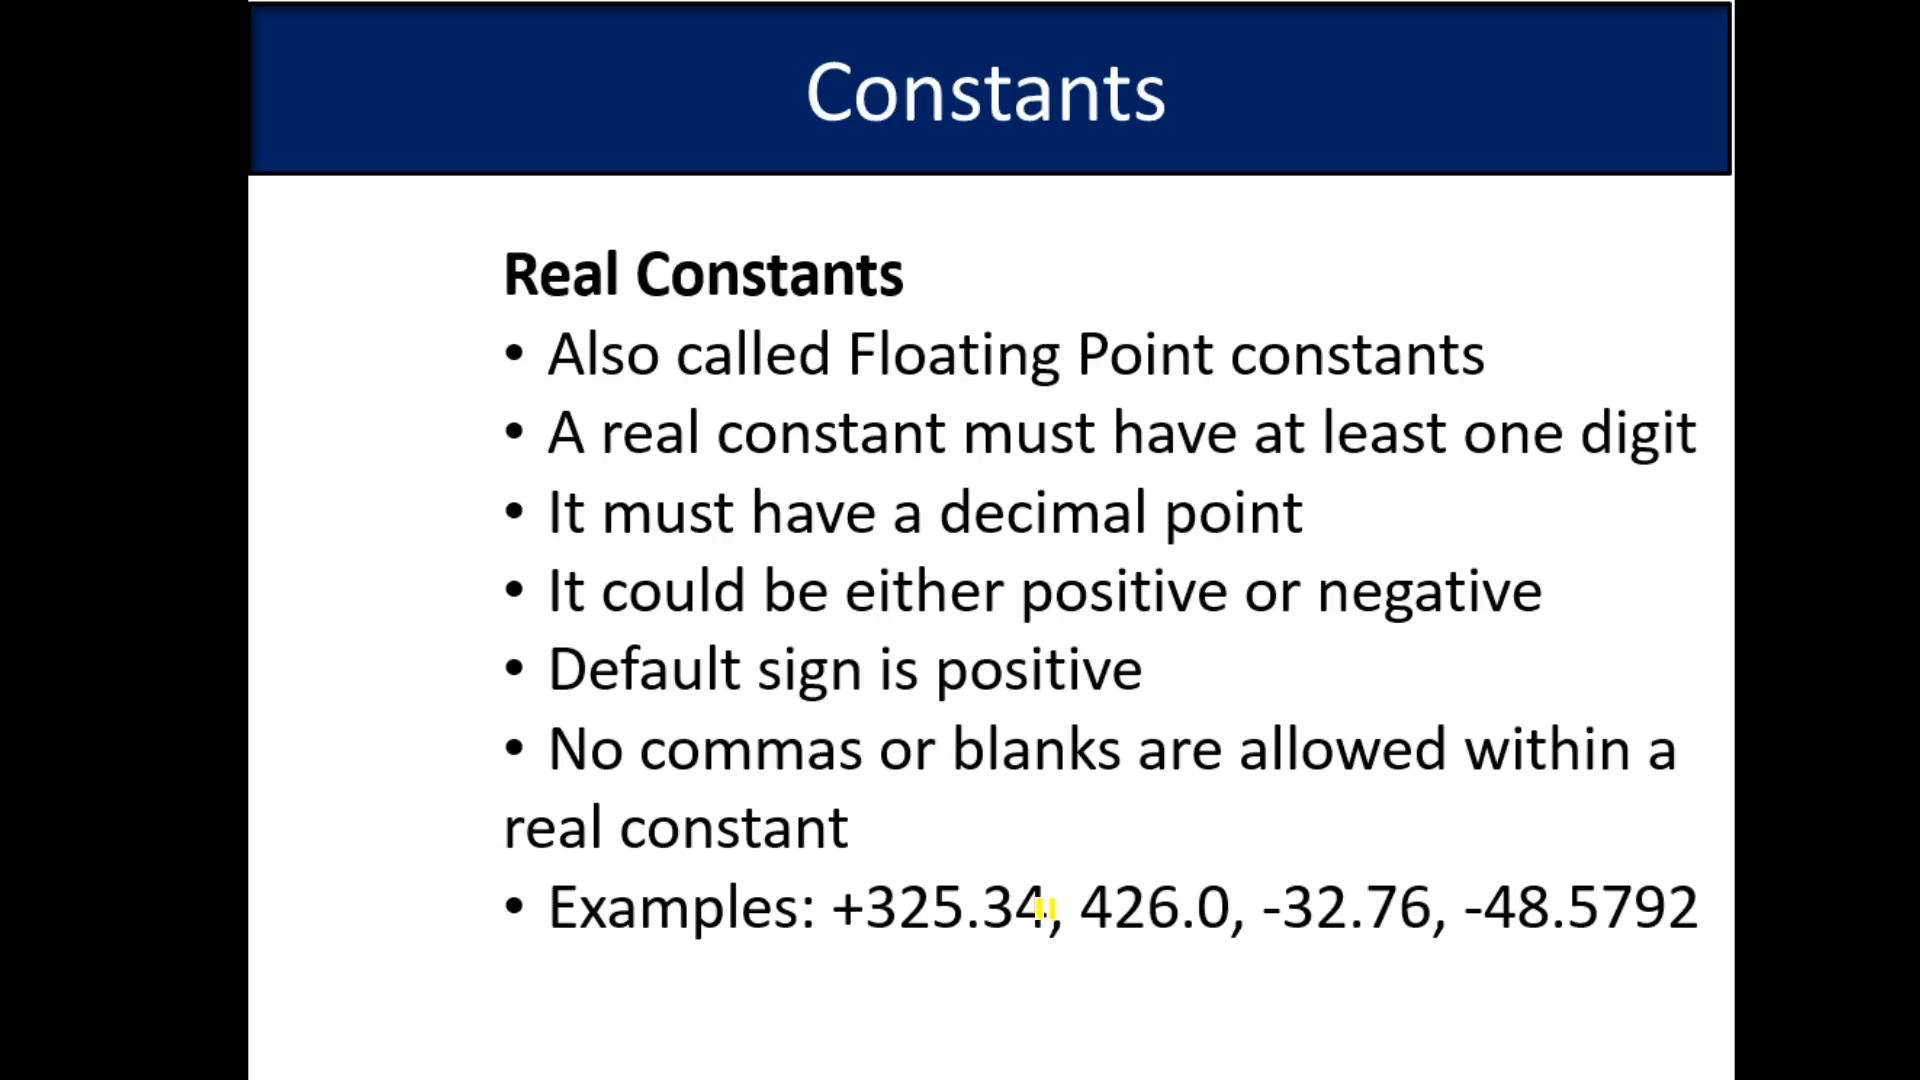 Constants
Real Constants
• Also called Floating Point constants
• A real constant must have at least one digit
• It must have a decimal point
• It could be either positive or negative
• Default sign is positive
• No commas or blanks are allowed within a
real constant
• Examples: +325.34, 426.0, -32.76, -48.5792